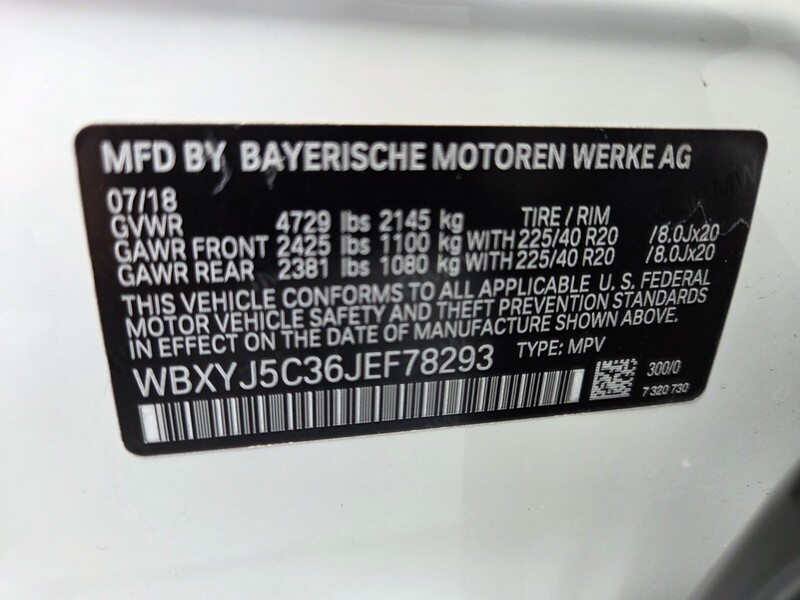 MFD BY BAYERISCHE MOTOREN WERKE AG
07/18
GVWR 4729 lbs 2145 kg TIRE / RIM
GAWR FRONT 2425 lbs 1100 kg WITH 225/40 R20 /8.0Jx20
GAWR REAR 2381 lbs 1080 kg WITH 225/40 R20 /8.0Jx20
THIS VEHICLE CONFORMS TO ALL APPLICABLE U. S. FEDERAL
MOTOR VEHICLE SAFETY AND THEFT PREVENTION STANDARDS
IN EFFECT ON THE DATE OF MANUFACTURE SHOWN ABOVE.
WBXYJ5C36JEF78293 TYPE: MPV
300/0
7 320 730